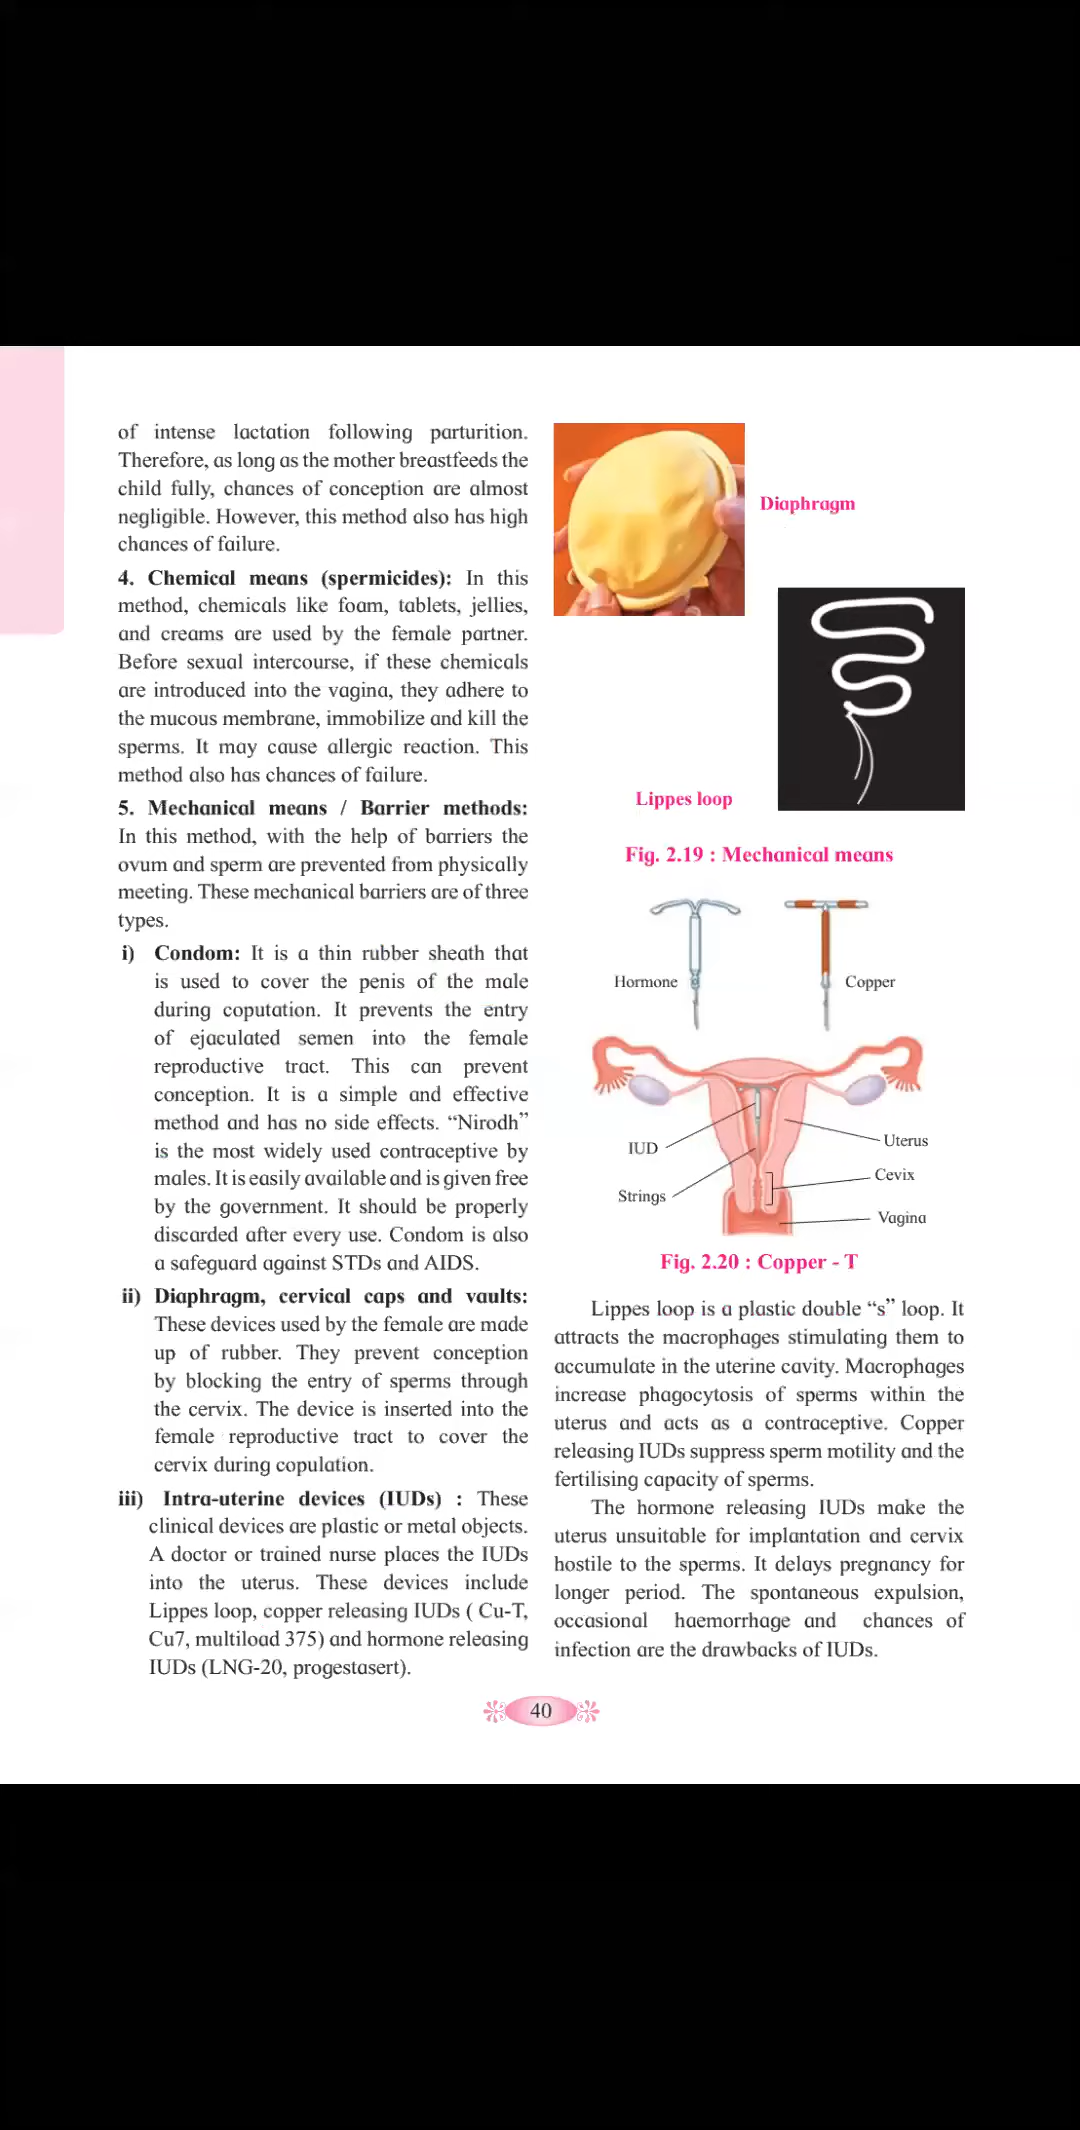 of intense lactation following parturition.
Therefore, as long as the mother breastfeeds the
child fully, chances of conception are almost
negligible. However, this method also has high
chances of failure.
4. Chemical means (spermicides): In this
method, chemicals like foam, tablets, jellies,
and creams are used by the female partner.
Before sexual intercourse, if these chemicals
are introduced into the vagina, they adhere to
the mucous membrane, immobilize and kill the
sperms. It may cause allergic reaction. This
method also has chances of failure.
5. Mechanical means / Barrier methods:
In this method, with the help of barriers the
ovum and sperm are prevented from physically
meeting. These mechanical barriers are of three
types.
i) Condom: It is a thin rubber sheath that
is used to cover the penis of the male
during coputation. It prevents the entry
of ejaculated semen into the female
reproductive tract. This can prevent
conception. It is a simple and effective
method and has no side effects. “Nirodh”
is the most widely used contraceptive by
males. It is easily available and is given free
by the government. It should be properly
discarded after every use. Condom is also
a safeguard against STDs and AIDS.
ii) Diaphragm, cervical caps and vaults:
These devices used by the female are made
up of rubber. They prevent conception
by blocking the entry of sperms through
the cervix. The device is inserted into the
female reproductive tract to cover the
cervix during copulation.
iii) Intra-uterine devices (IUDs) : These
clinical devices are plastic or metal objects.
A doctor or trained nurse places the IUDs
into the uterus. These devices include
Lippes loop, copper releasing IUDs ( Cu-T,
Cu7, multiload 375) and hormone releasing
IUDs (LNG-20, progestasert).
Diaphragm
Lippes loop
Fig. 2.19 : Mechanical means
Hormone
Copper
IUD
Uterus
Cevix
Strings
Vagina
Fig. 2.20 : Copper - T
Lippes loop is a plastic double “s” loop. It
attracts the macrophages stimulating them to
accumulate in the uterine cavity. Macrophages
increase phagocytosis of sperms within the
uterus and acts as a contraceptive. Copper
releasing IUDs suppress sperm motility and the
fertilising capacity of sperms.
The hormone releasing IUDs make the
uterus unsuitable for implantation and cervix
hostile to the sperms. It delays pregnancy for
longer period. The spontaneous expulsion,
occasional haemorrhage and chances of
infection are the drawbacks of IUDs.
40